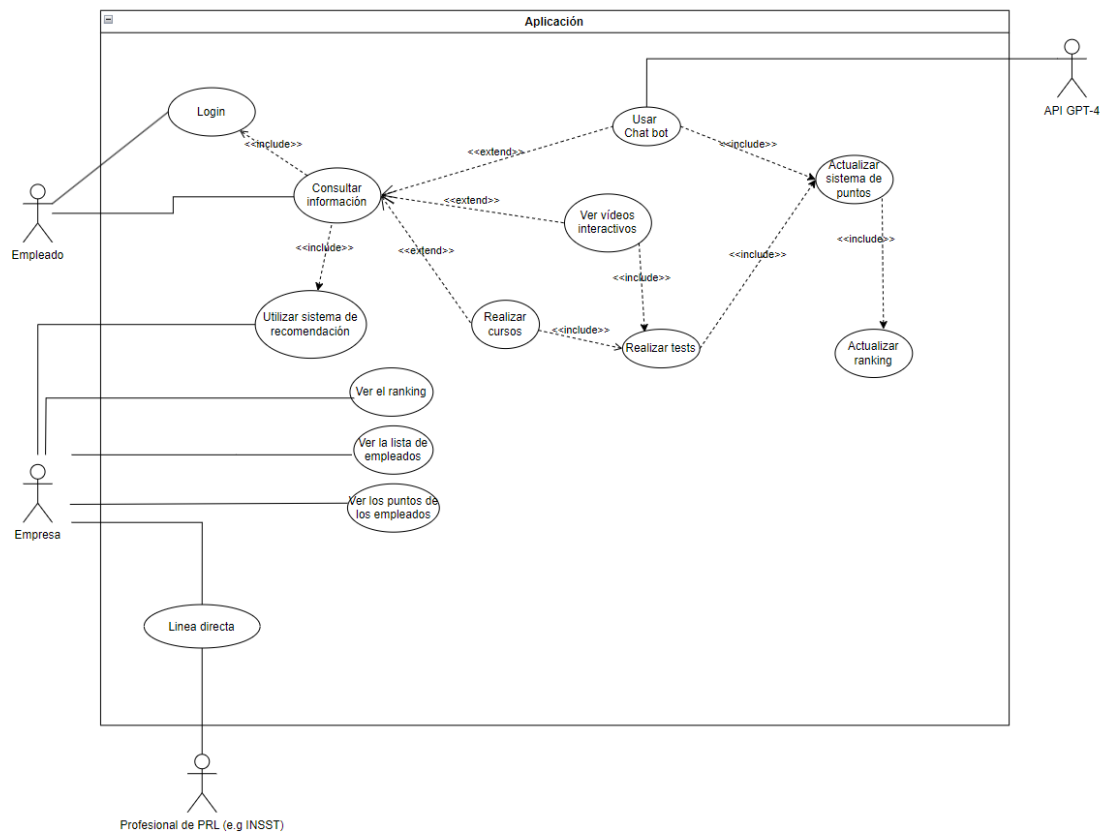 Aplicación
API GPT-4
Login
Usar
Chat bot
<<include>>
<<extend>>
<<include>>
Actualizar
sistema de
puntos
Consultar
información
<<extend>>
Ver vídeos
interactivos
Empleado
<<include>>
<<extend>>
<<include>>
<<include>>
<<include>>
Utilizar sistema de
recomendación
Realizar
cursos
<<include>>
Realizar tests
Actualizar
ranking
Ver el ranking
Ver la lista de
empleados
Ver los puntos de
los empleados
Empresa
Linea directa
Profesional de PRL (e.g INSST)